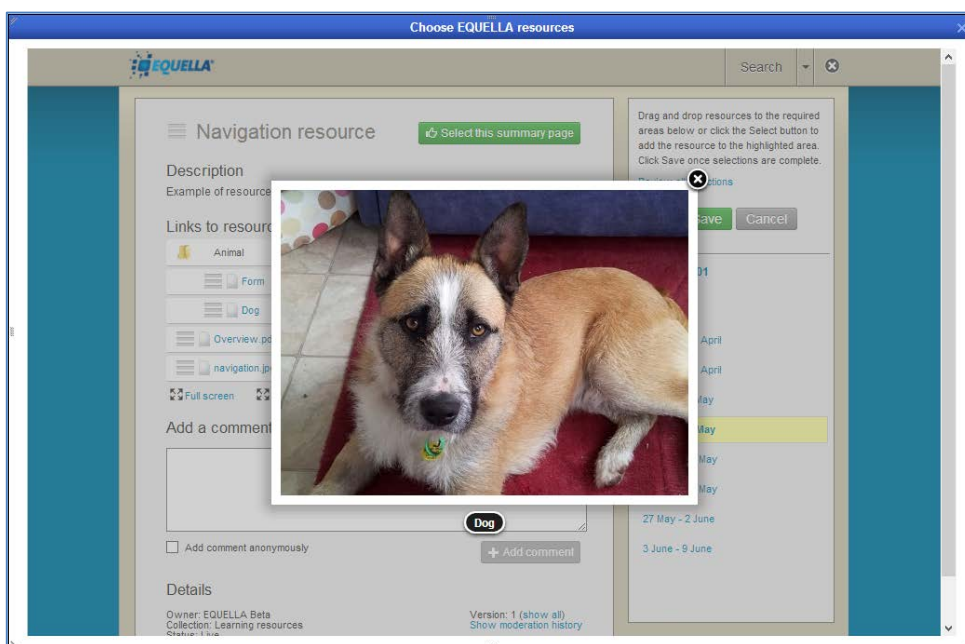 Choose EQUELLA resources
EQUELLA
Search
Navigation resource
Select this summary page
Description
Example of resource
Links to resour
Animal
Form
Dog
Overview.pd
navigation.jp
Full screen
Add a comment
Dog
Add comment anonymously
Add comment
Details
Owner: EQUELLA Beta
Collection: Learning resources
Status: Live
Version: 1 (show all)
Show moderation history
Drag and drop resources to the required
areas below or click the Select button to
add the resource to the highlighted area.
Click Save once selections are complete.
ave
Cancel
01
April
April
May
May
May
May
27 May - 2 June
3 June - 9 June